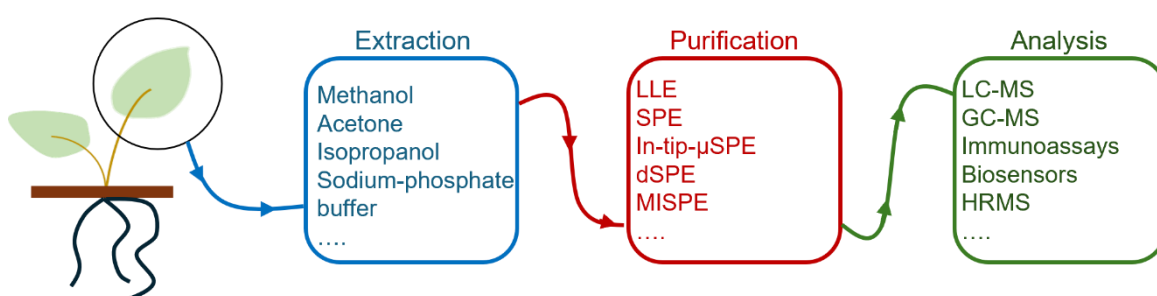 Extraction
Methanol
Acetone
Isopropanol
Sodium-phosphate
buffer
....
Purification
LLE
SPE
In-tip-µSPE
dSPE
MISPE
....
Analysis
LC-MS
GC-MS
Immunoassays
Biosensors
HRMS
....